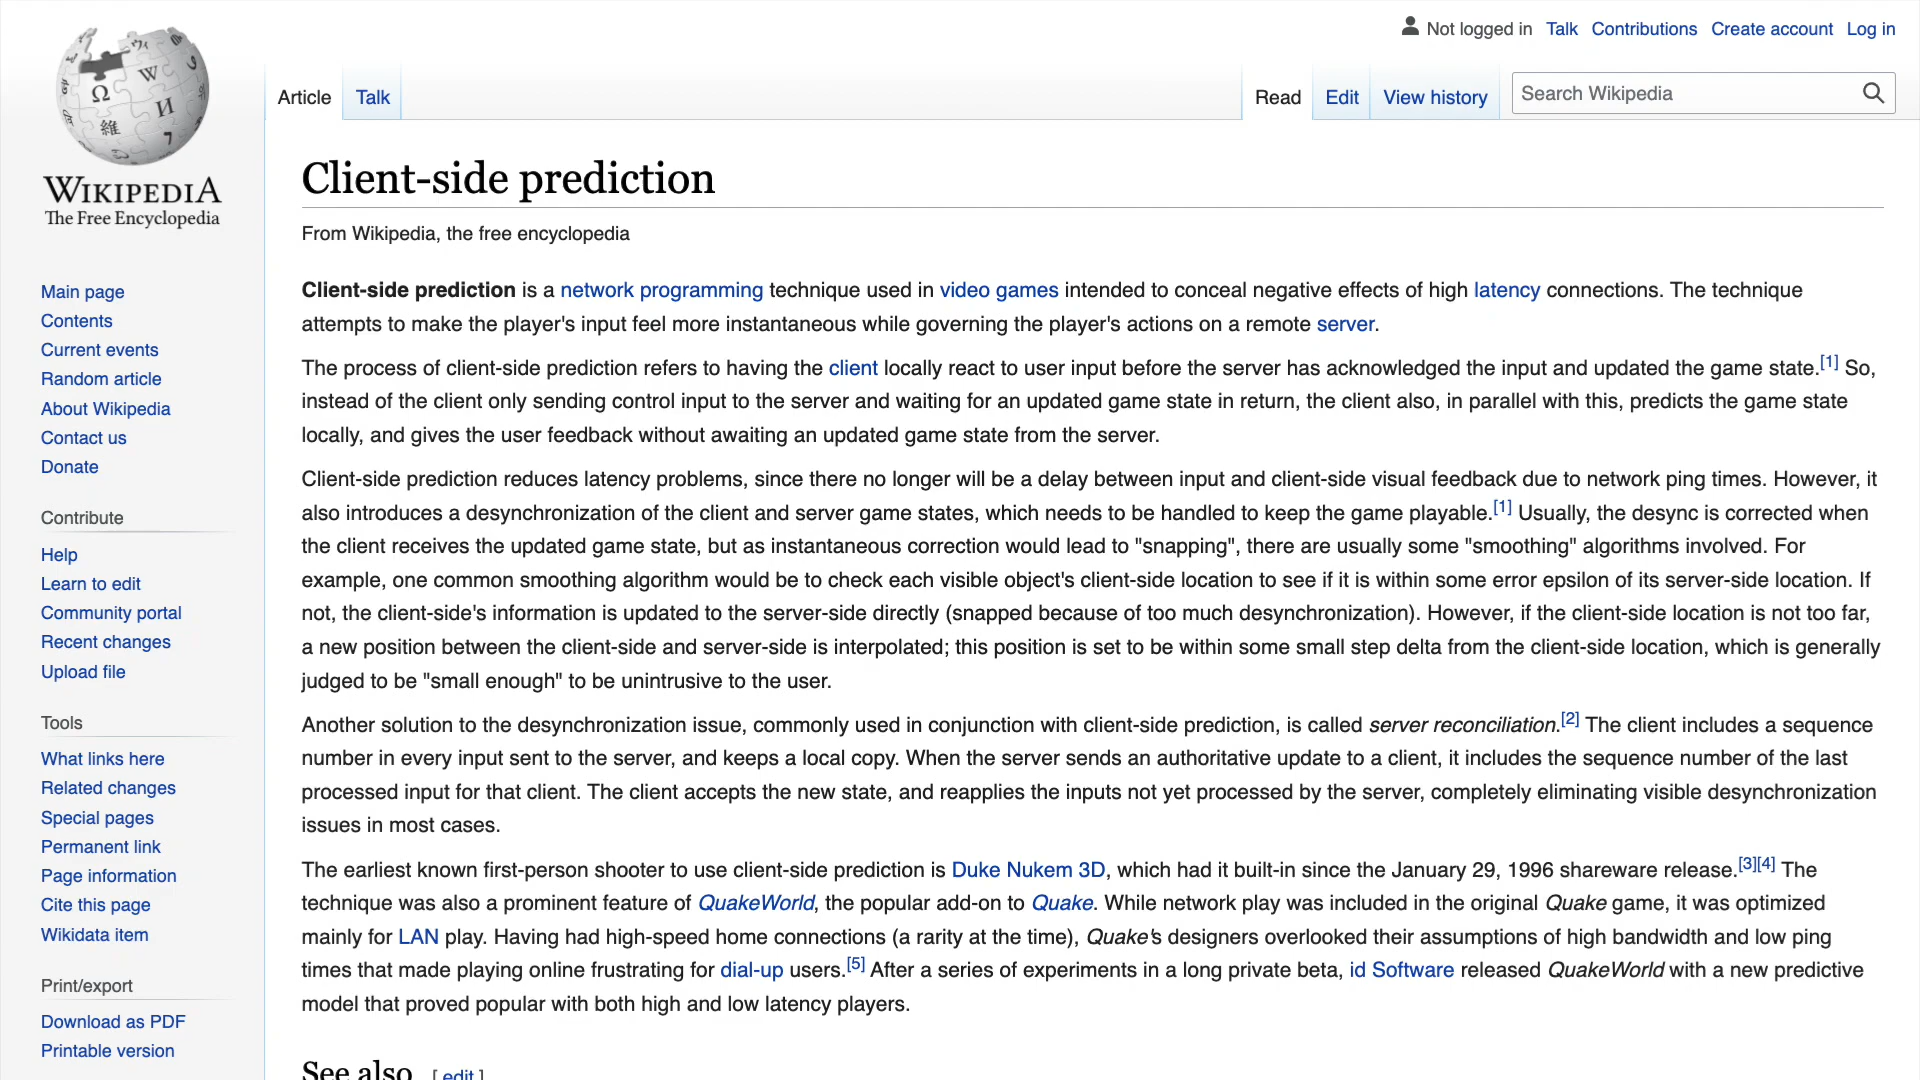 Not logged in Talk Contributions Create account Log in
Article Talk Read Edit View history Search Wikipedia
WIKIPEDIA
The Free Encyclopedia
Main page
Contents
Current events
Random article
About Wikipedia
Contact us
Donate
Contribute
Help
Learn to edit
Community portal
Recent changes
Upload file
Tools
What links here
Related changes
Special pages
Permanent link
Page information
Cite this page
Wikidata item
Print/export
Download as PDF
Printable version
Client-side prediction
From Wikipedia, the free encyclopedia
Client-side prediction is a network programming technique used in video games intended to conceal negative effects of high latency connections. The technique
attempts to make the player's input feel more instantaneous while governing the player's actions on a remote server.
The process of client-side prediction refers to having the client locally react to user input before the server has acknowledged the input and updated the game state.[1] So,
instead of the client only sending control input to the server and waiting for an updated game state in return, the client also, in parallel with this, predicts the game state
locally, and gives the user feedback without awaiting an updated game state from the server.
Client-side prediction reduces latency problems, since there no longer will be a delay between input and client-side visual feedback due to network ping times. However, it
also introduces a desynchronization of the client and server game states, which needs to be handled to keep the game playable.[1] Usually, the desync is corrected when
the client receives the updated game state, but as instantaneous correction would lead to "snapping", there are usually some "smoothing" algorithms involved. For
example, one common smoothing algorithm would be to check each visible object's client-side location to see if it is within some error epsilon of its server-side location. If
not, the client-side's information is updated to the server-side directly (snapped because of too much desynchronization). However, if the client-side location is not too far,
a new position between the client-side and server-side is interpolated; this position is set to be within some small step delta from the client-side location, which is generally
judged to be "small enough" to be unintrusive to the user.
Another solution to the desynchronization issue, commonly used in conjunction with client-side prediction, is called server reconciliation.[2] The client includes a sequence
number in every input sent to the server, and keeps a local copy. When the server sends an authoritative update to a client, it includes the sequence number of the last
processed input for that client. The client accepts the new state, and reapplies the inputs not yet processed by the server, completely eliminating visible desynchronization
issues in most cases.
The earliest known first-person shooter to use client-side prediction is Duke Nukem 3D, which had it built-in since the January 29, 1996 shareware release.[3][4] The
technique was also a prominent feature of QuakeWorld, the popular add-on to Quake. While network play was included in the original Quake game, it was optimized
mainly for LAN play. Having had high-speed home connections (a rarity at the time), Quake's designers overlooked their assumptions of high bandwidth and low ping
times that made playing online frustrating for dial-up users.[5] After a series of experiments in a long private beta, id Software released QuakeWorld with a new predictive
model that proved popular with both high and low latency players.
See also [ edit ]